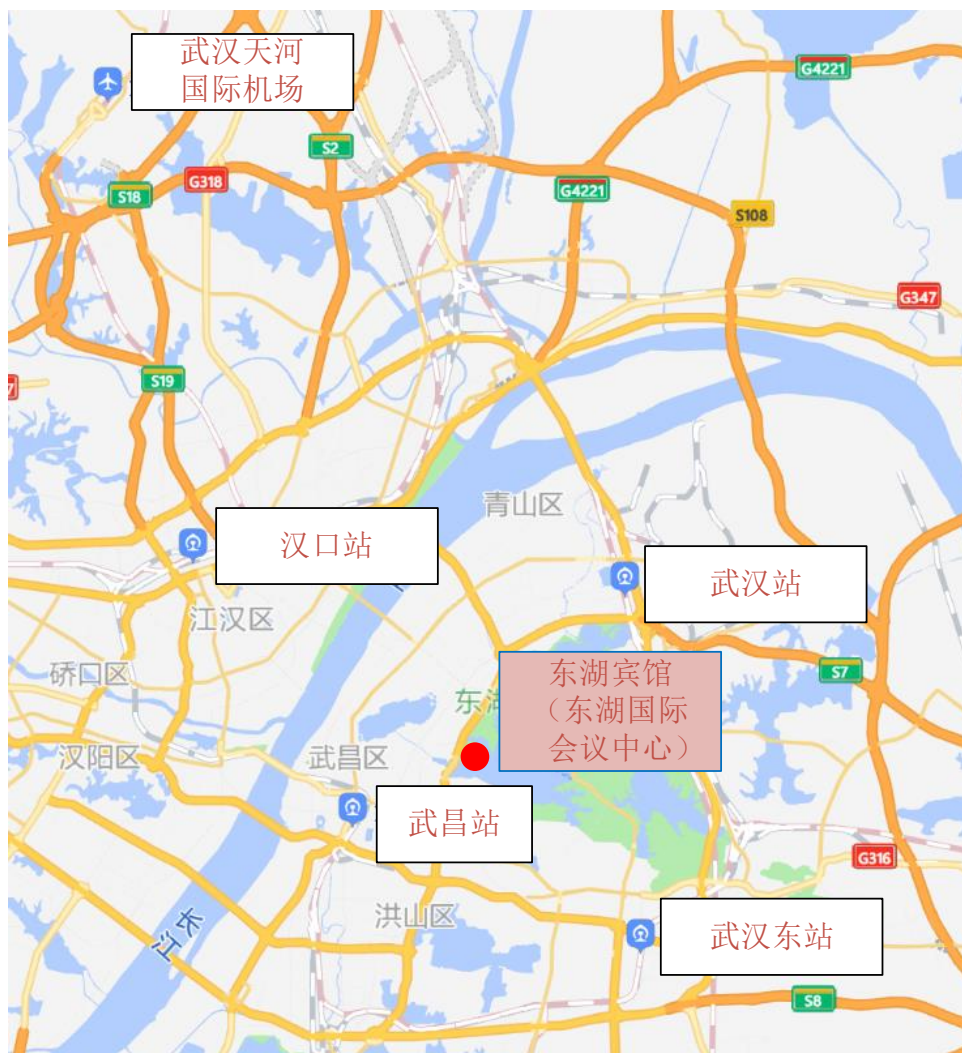 武汉天河
国际机场
G4221
S2
G318
S18
G4221
S108
G347
S19
青山区
汉口站
武汉站
江汉区
硚口区
东湖宾馆
（东湖国际
会议中心）
东湖
S7
汉阳区
武昌区
武昌站
G316
洪山区
长江
武汉东站
S8